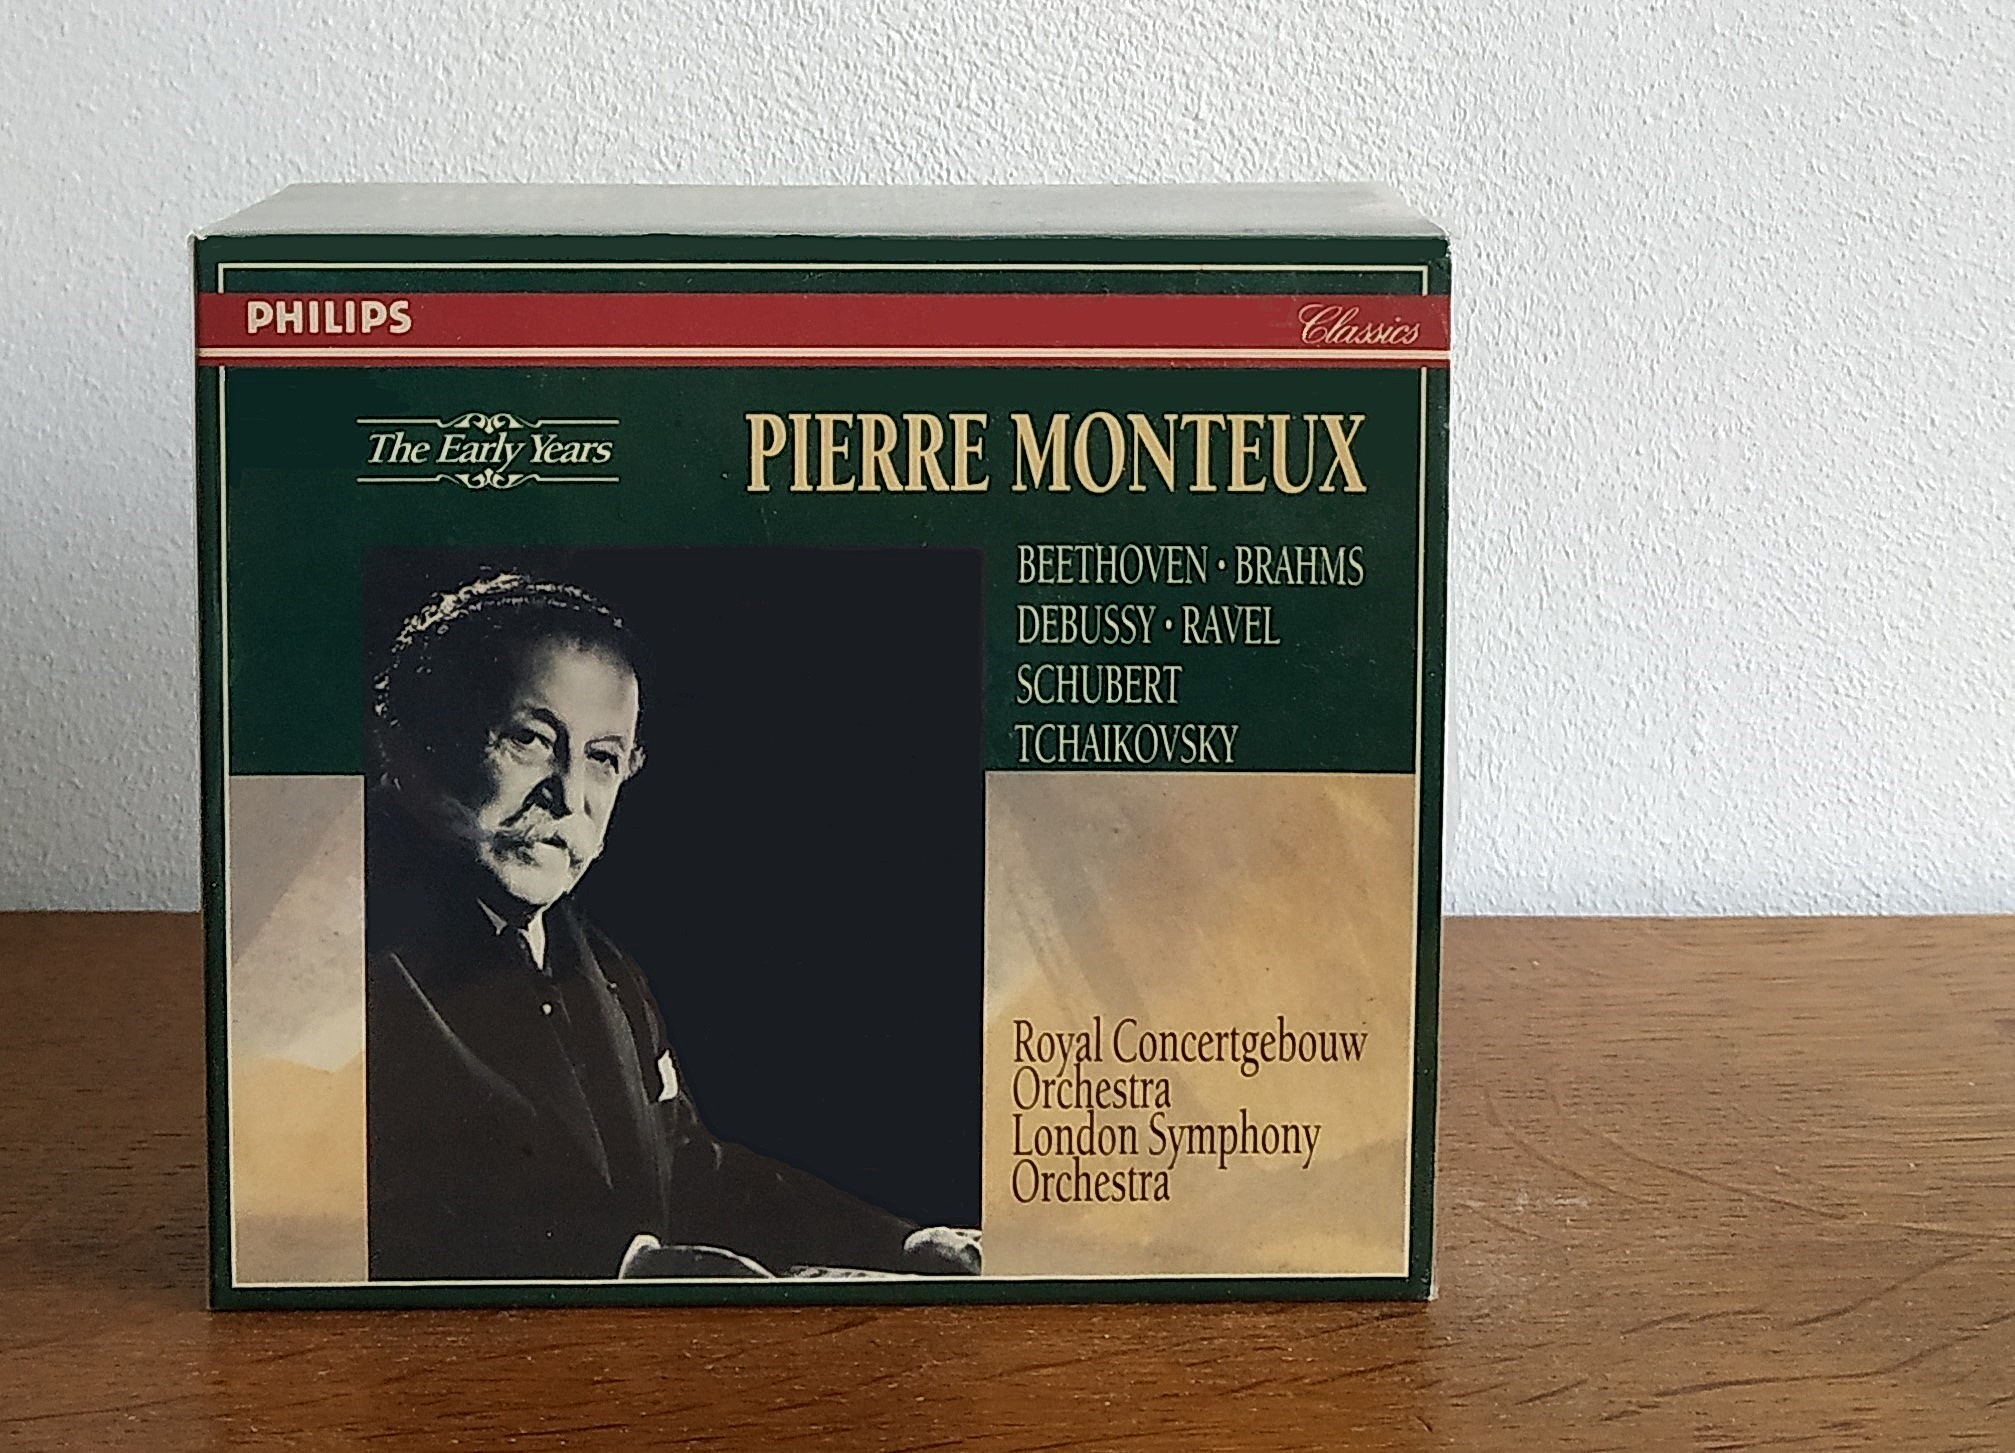 PHILIPS
Classics
The Early Years
PIERRE MONTEUX
BEETHOVEN · BRAHMS
DEBUSSY · RAVEL
SCHUBERT
TCHAIKOVSKY
Royal Concertgebouw
Orchestra
London Symphony
Orchestra